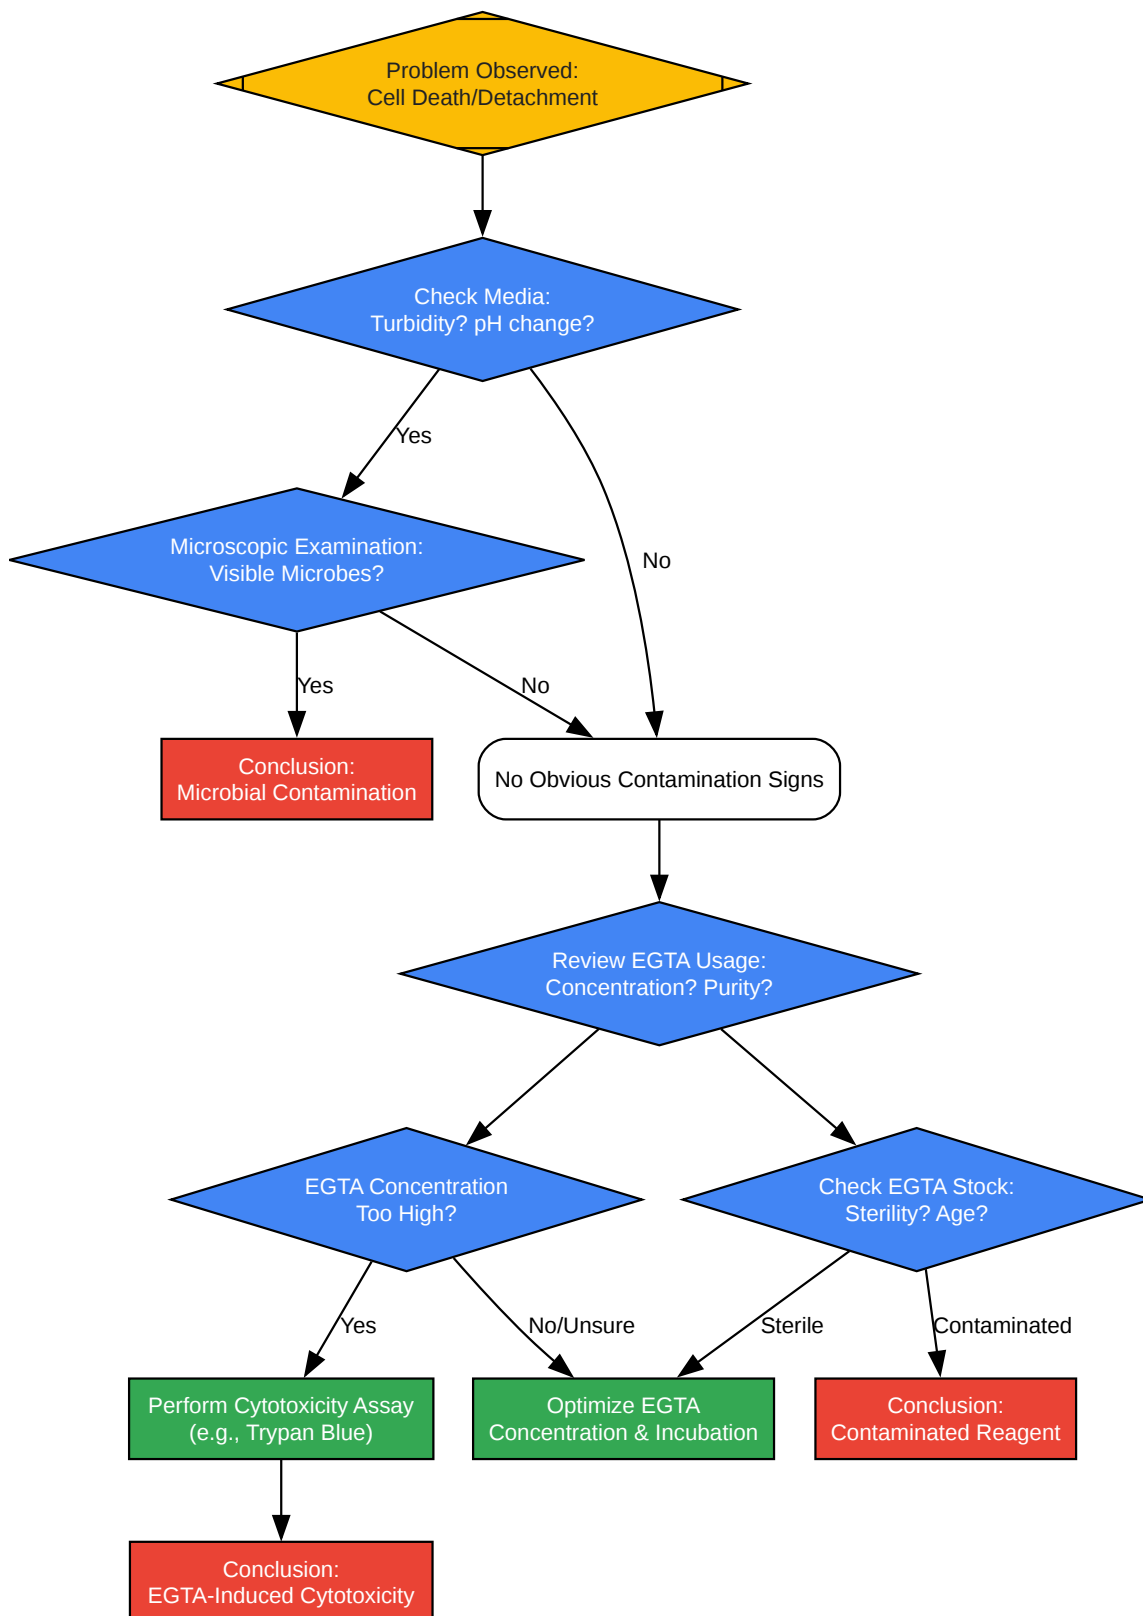 Problem Observed:
Cell Death/Detachment
Check Media:
Turbidity? pH change?
Yes
Microscopic Examination:
Visible Microbes?
No
Yes
No
Conclusion:
Microbial Contamination
No Obvious Contamination Signs
Review EGTA Usage:
Concentration? Purity?
EGTA Concentration
Too High?
Check EGTA Stock:
Sterility? Age?
Yes
No/Unsure
Sterile
Contaminated
Perform Cytotoxicity Assay
(e.g., Trypan Blue)
Optimize EGTA
Concentration & Incubation
Conclusion:
Contaminated Reagent
Conclusion:
EGTA-Induced Cytotoxicity